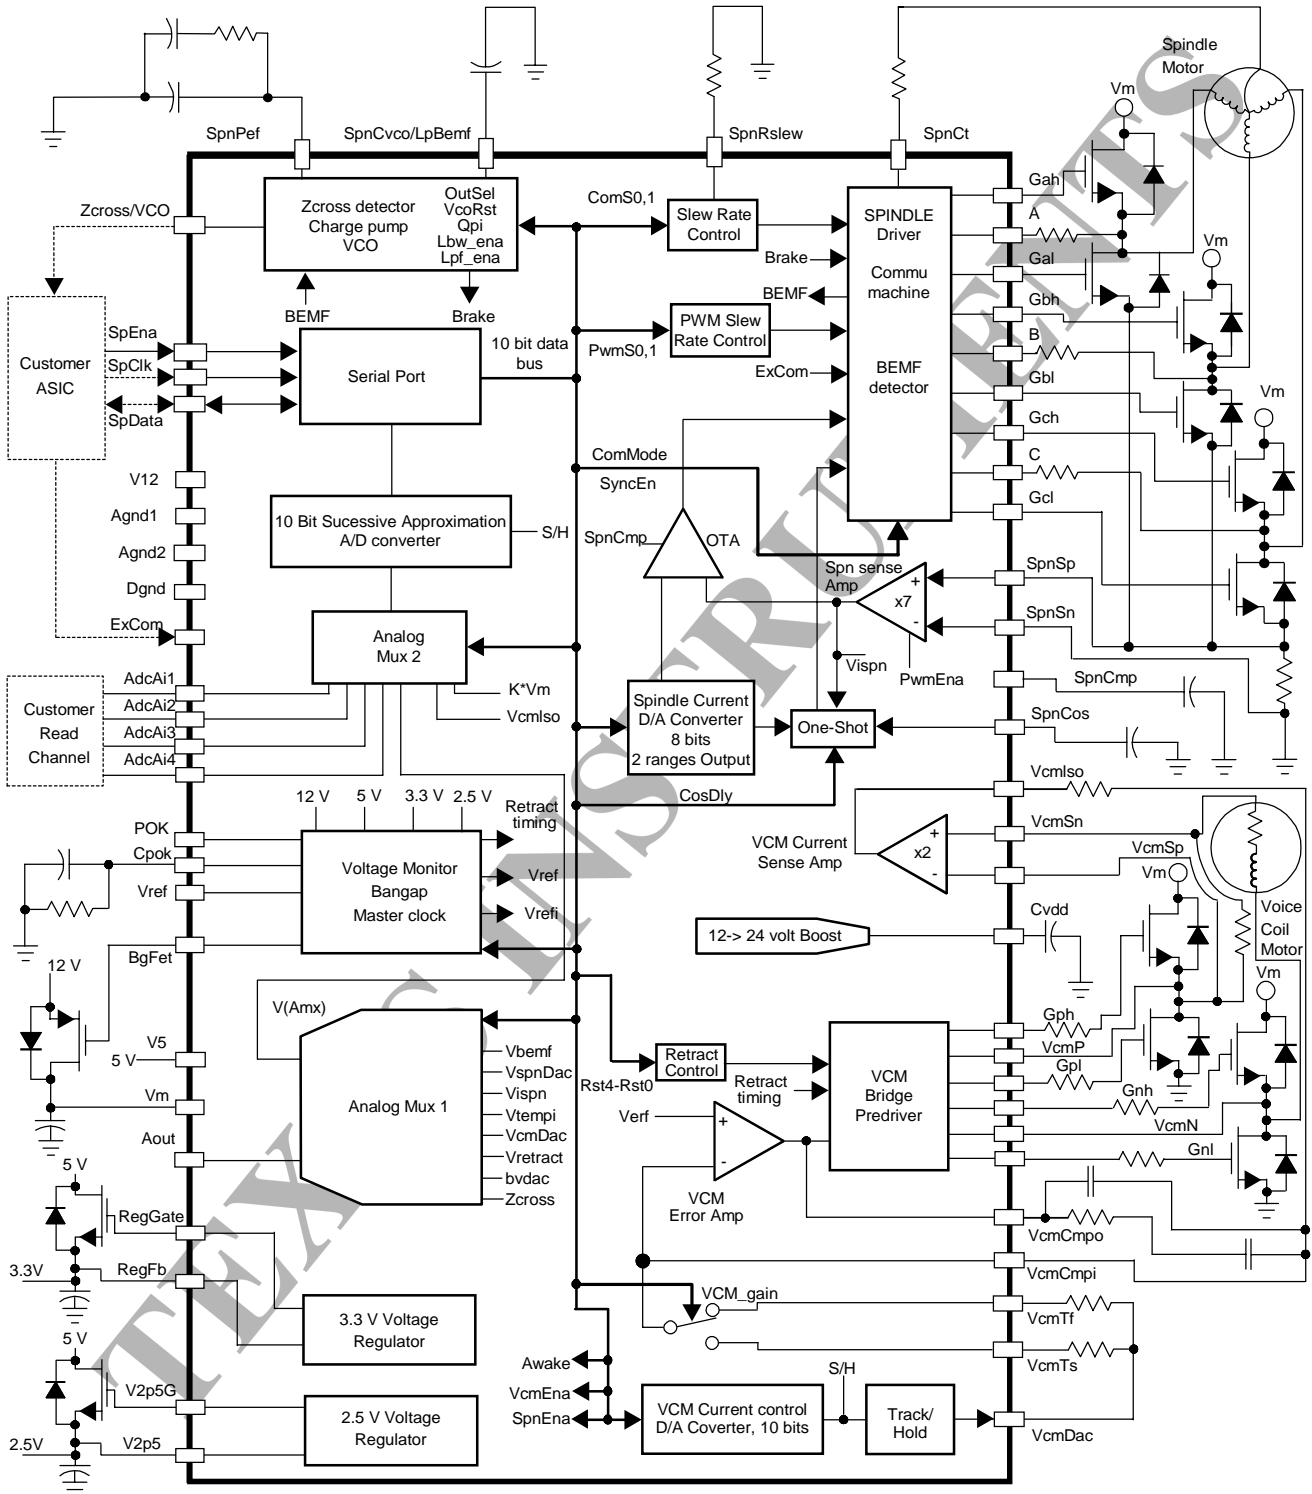 Spindle
Motor
Vm
SpnPef
SpnCvco/LpBemf
SpnRslew
SpnCt
Zcross/VCO
Zcross detector
Charge pump
VCO
OutSel
VcoRst
Qpi
Lbw_ena
Lpf_ena
ComS0,1
Slew Rate
Control
SPINDLE
Driver
Commu
machine
BEMF
detector
Gah
A
Gal
Gbh
B
Gbl
Gch
C
Gcl
Vm
Vm
Brake
BEMF
BEMF
Brake
PWM Slew
Rate Control
PwmS0,1
ExCom
10 bit data
bus
Customer
ASIC
SpEna
SpClk
SpData
Serial Port
V12
Agnd1
Agnd2
Dgnd
ExCom
ComMode
SyncEn
10 Bit Sucessive Approximation
A/D converter
S/H
SpnCmp
OTA
Spn sense
Amp
+
x7
-
SpnSp
SpnSn
Analog
Mux 2
Vispn
PwmEna
SpnCmp
SpnCos
Customer
Read
Channel
AdcAi1
AdcAi2
AdcAi3
AdcAi4
K*Vm
VcmIso
Spindle Current
D/A Converter
8 bits
2 ranges Output
One-Shot
CosDly
VcmIso
VcmSn
VcmSp
12 V
5 V
3.3 V
2.5 V
Retract
timing
POK
Cpok
Vref
BgFet
Voltage Monitor
Bangap
Master clock
Vref
Vrefi
VCM Current
Sense Amp
+
x2
-
Vm
Voice
Coil
Motor
Vm
Cvdd
12-> 24 volt Boost
12 V
V5
5 V
Vm
Aout
V(Amx)
Analog Mux 1
Vbemf
VspnDac
Vispn
Vtempi
VcmDac
Vretract
bvdac
Zcross
Retract
Control
Rst4-Rst0
Retract
timing
VCM
Bridge
Predriver
Gph
VcmP
Gpl
Gnh
VcmN
Gnl
Verf
+
-
VCM
Error Amp
VcmCmpo
VcmCmpi
5 V
RegGate
RegFb
3.3V
3.3 V Voltage
Regulator
VCM_gain
VcmTf
VcmTs
5 V
V2p5G
V2p5
2.5V
2.5 V Voltage
Regulator
Awake
VcmEna
SpnEna
VCM Current control
D/A Coverter, 10 bits
S/H
Track/
Hold
VcmDac
TEXAS INSTRUMENTS